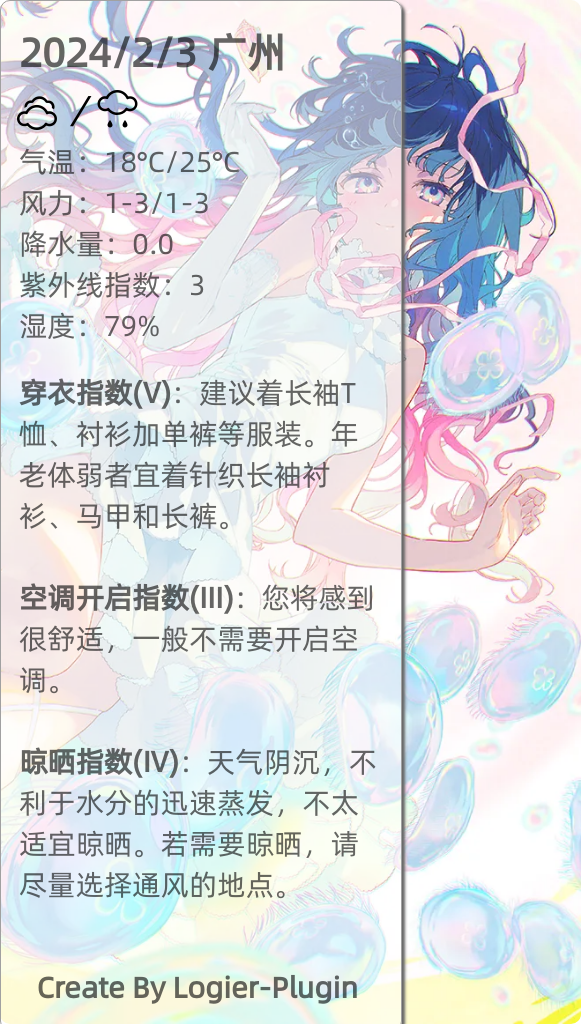 2024/2/3 广州
/
气温：18℃/25℃
风力：1-3/1-3
降水量：0.0
紫外线指数：3
湿度：79%
穿衣指数(V)：建议着长袖T
恤、衬衫加单裤等服装。年
老体弱者宜着针织长袖衬
衫、马甲和长裤。
空调开启指数(III)：您将感到
很舒适，一般不需要开启空
调。
晾晒指数(IV)：天气阴沉，不
利于水分的迅速蒸发，不太
适宜晾晒。若需要晾晒，请
尽量选择通风的地点。
Create By Logier-Plugin